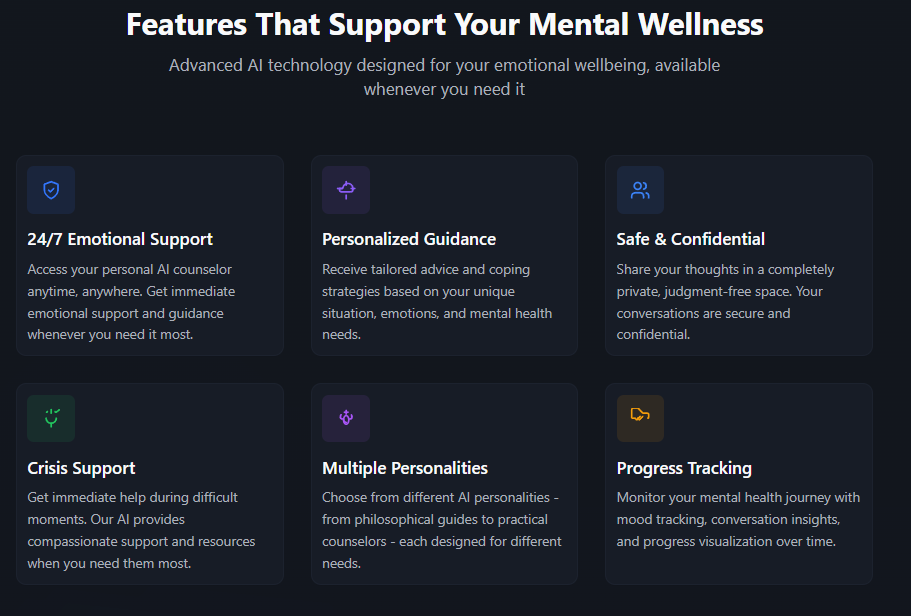 Features That Support Your Mental Wellness
Advanced AI technology designed for your emotional wellbeing, available
whenever you need it
24/7 Emotional Support
Access your personal AI counselor
anytime, anywhere. Get immediate
emotional support and guidance
whenever you need it most.
Personalized Guidance
Receive tailored advice and coping
strategies based on your unique
situation, emotions, and mental health
needs.
Safe & Confidential
Share your thoughts in a completely
private, judgment-free space. Your
conversations are secure and
confidential.
Crisis Support
Get immediate help during difficult
moments. Our AI provides
compassionate support and resources
when you need them most.
Multiple Personalities
Choose from different AI personalities -
from philosophical guides to practical
counselors - each designed for different
needs.
Progress Tracking
Monitor your mental health journey with
mood tracking, conversation insights,
and progress visualization over time.